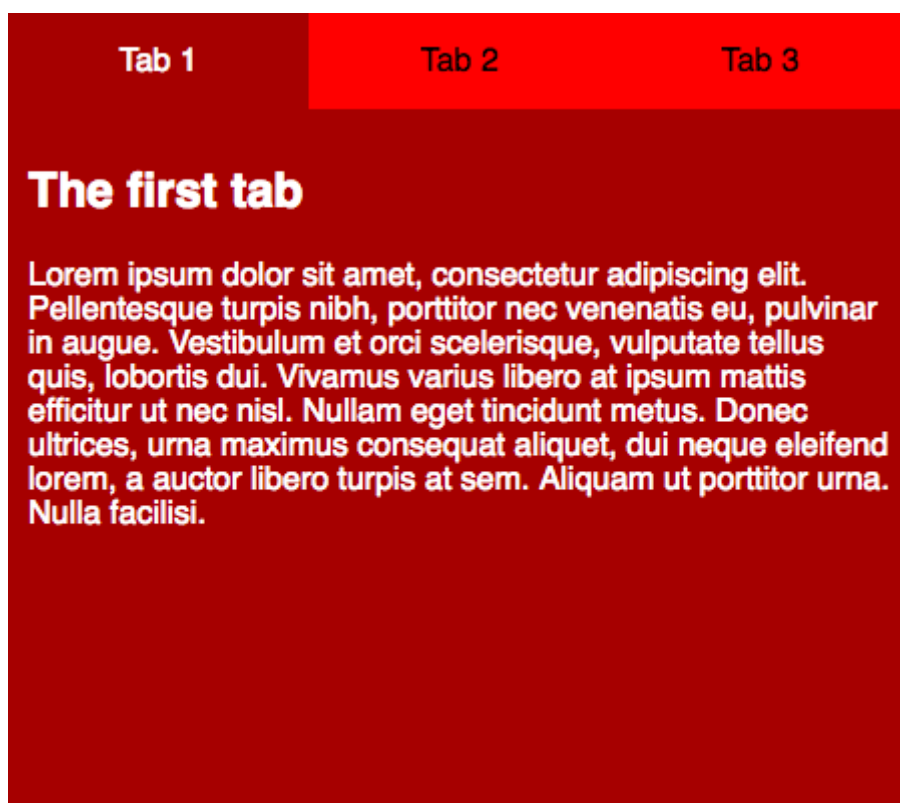 Tab 1 Tab 2 Tab 3
The first tab
Lorem ipsum dolor sit amet, consectetur adipiscing elit.
Pellentesque turpis nibh, porttitor nec venenatis eu, pulvinar
in augue. Vestibulum et orci scelerisque, vulputate tellus
quis, lobortis dui. Vivamus varius libero at ipsum mattis
efficitur ut nec nisl. Nullam eget tincidunt metus. Donec
ultrices, urna maximus consequat aliquet, dui neque eleifend
lorem, a auctor libero turpis at sem. Aliquam ut porttitor urna.
Nulla facilisi.